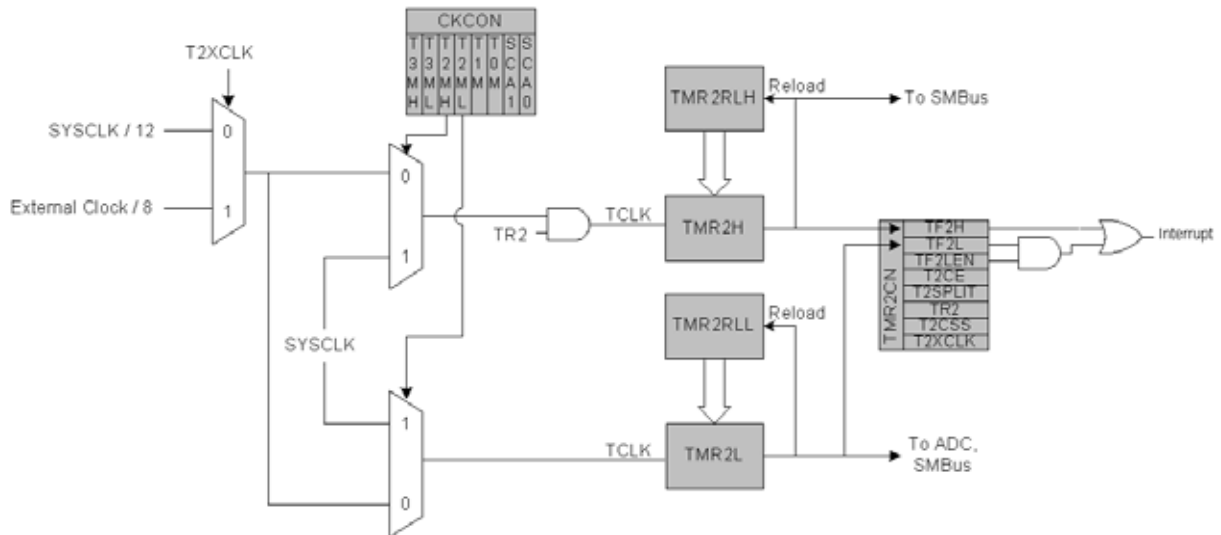 CKCON
T3MH
T3ML
T2MH
T2ML
T1M
T0M
SCA1
SCA0
T2XCLK
SYSCLK / 12
0
External Clock / 8
1
0
1
TR2
TCLK
TMR2RLH
Reload
To SMBus
TMR2H
TMR2CN
TF2H
TF2L
TF2LEN
T2CE
T2SPLIT
TR2
T2CSS
T2XCLK
Interrupt
SYSCLK
TMR2RLL
Reload
1
0
TCLK
TMR2L
To ADC,
SMBus